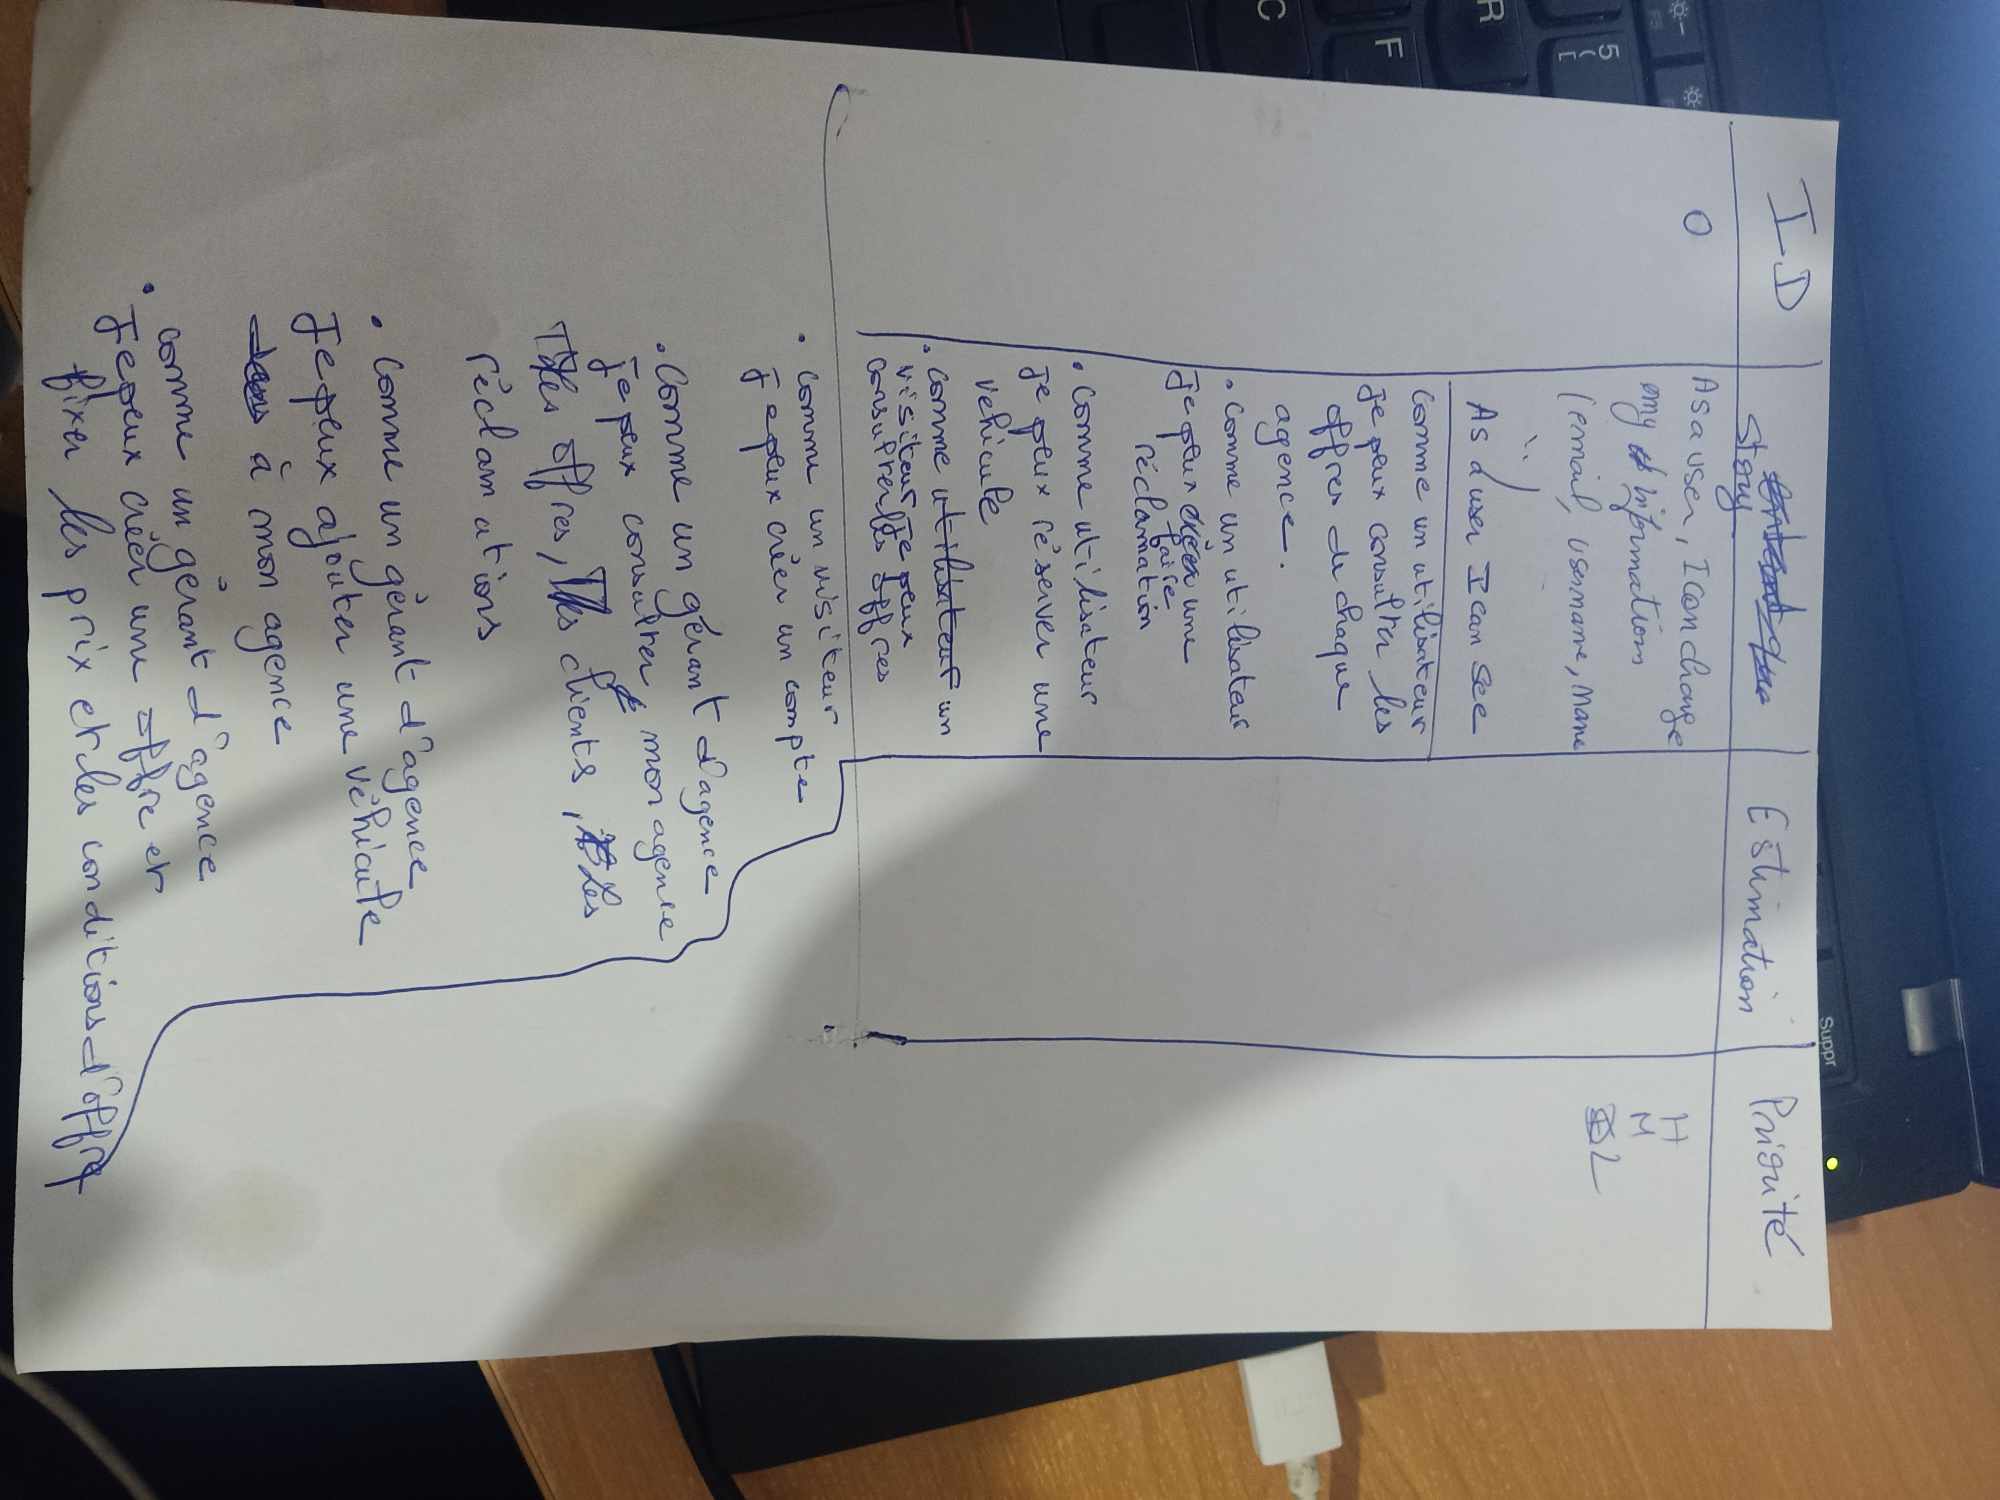 Suppr
F5
5
(
[
R
F
C
ID
Story
Estimation
Priorité
0
As a user, I can change
my informations
(email, username, name
...)
As a user I can see
H
M
L
Comme un utilisateur
je peux consulter les
offres de chaque
agence.
• Comme un utilisateur
je peux faire une
réclamation
• Comme utilisateur
je peux réserver une
vehicule
• comme utilisateur un
visiteur je peux
consulter les offres
• comme un visiteur
je peux créer un compte
• Comme un gérant d'agence
je peux consulter, mon agence
les offres, les clients, les
réclamations
• Comme un gérant d'agence
je peux ajouter une véhicule
dans à mon agence
• comme un gérant d'agence
je peux créer une offre et
fixer les prix et les conditions d'offre